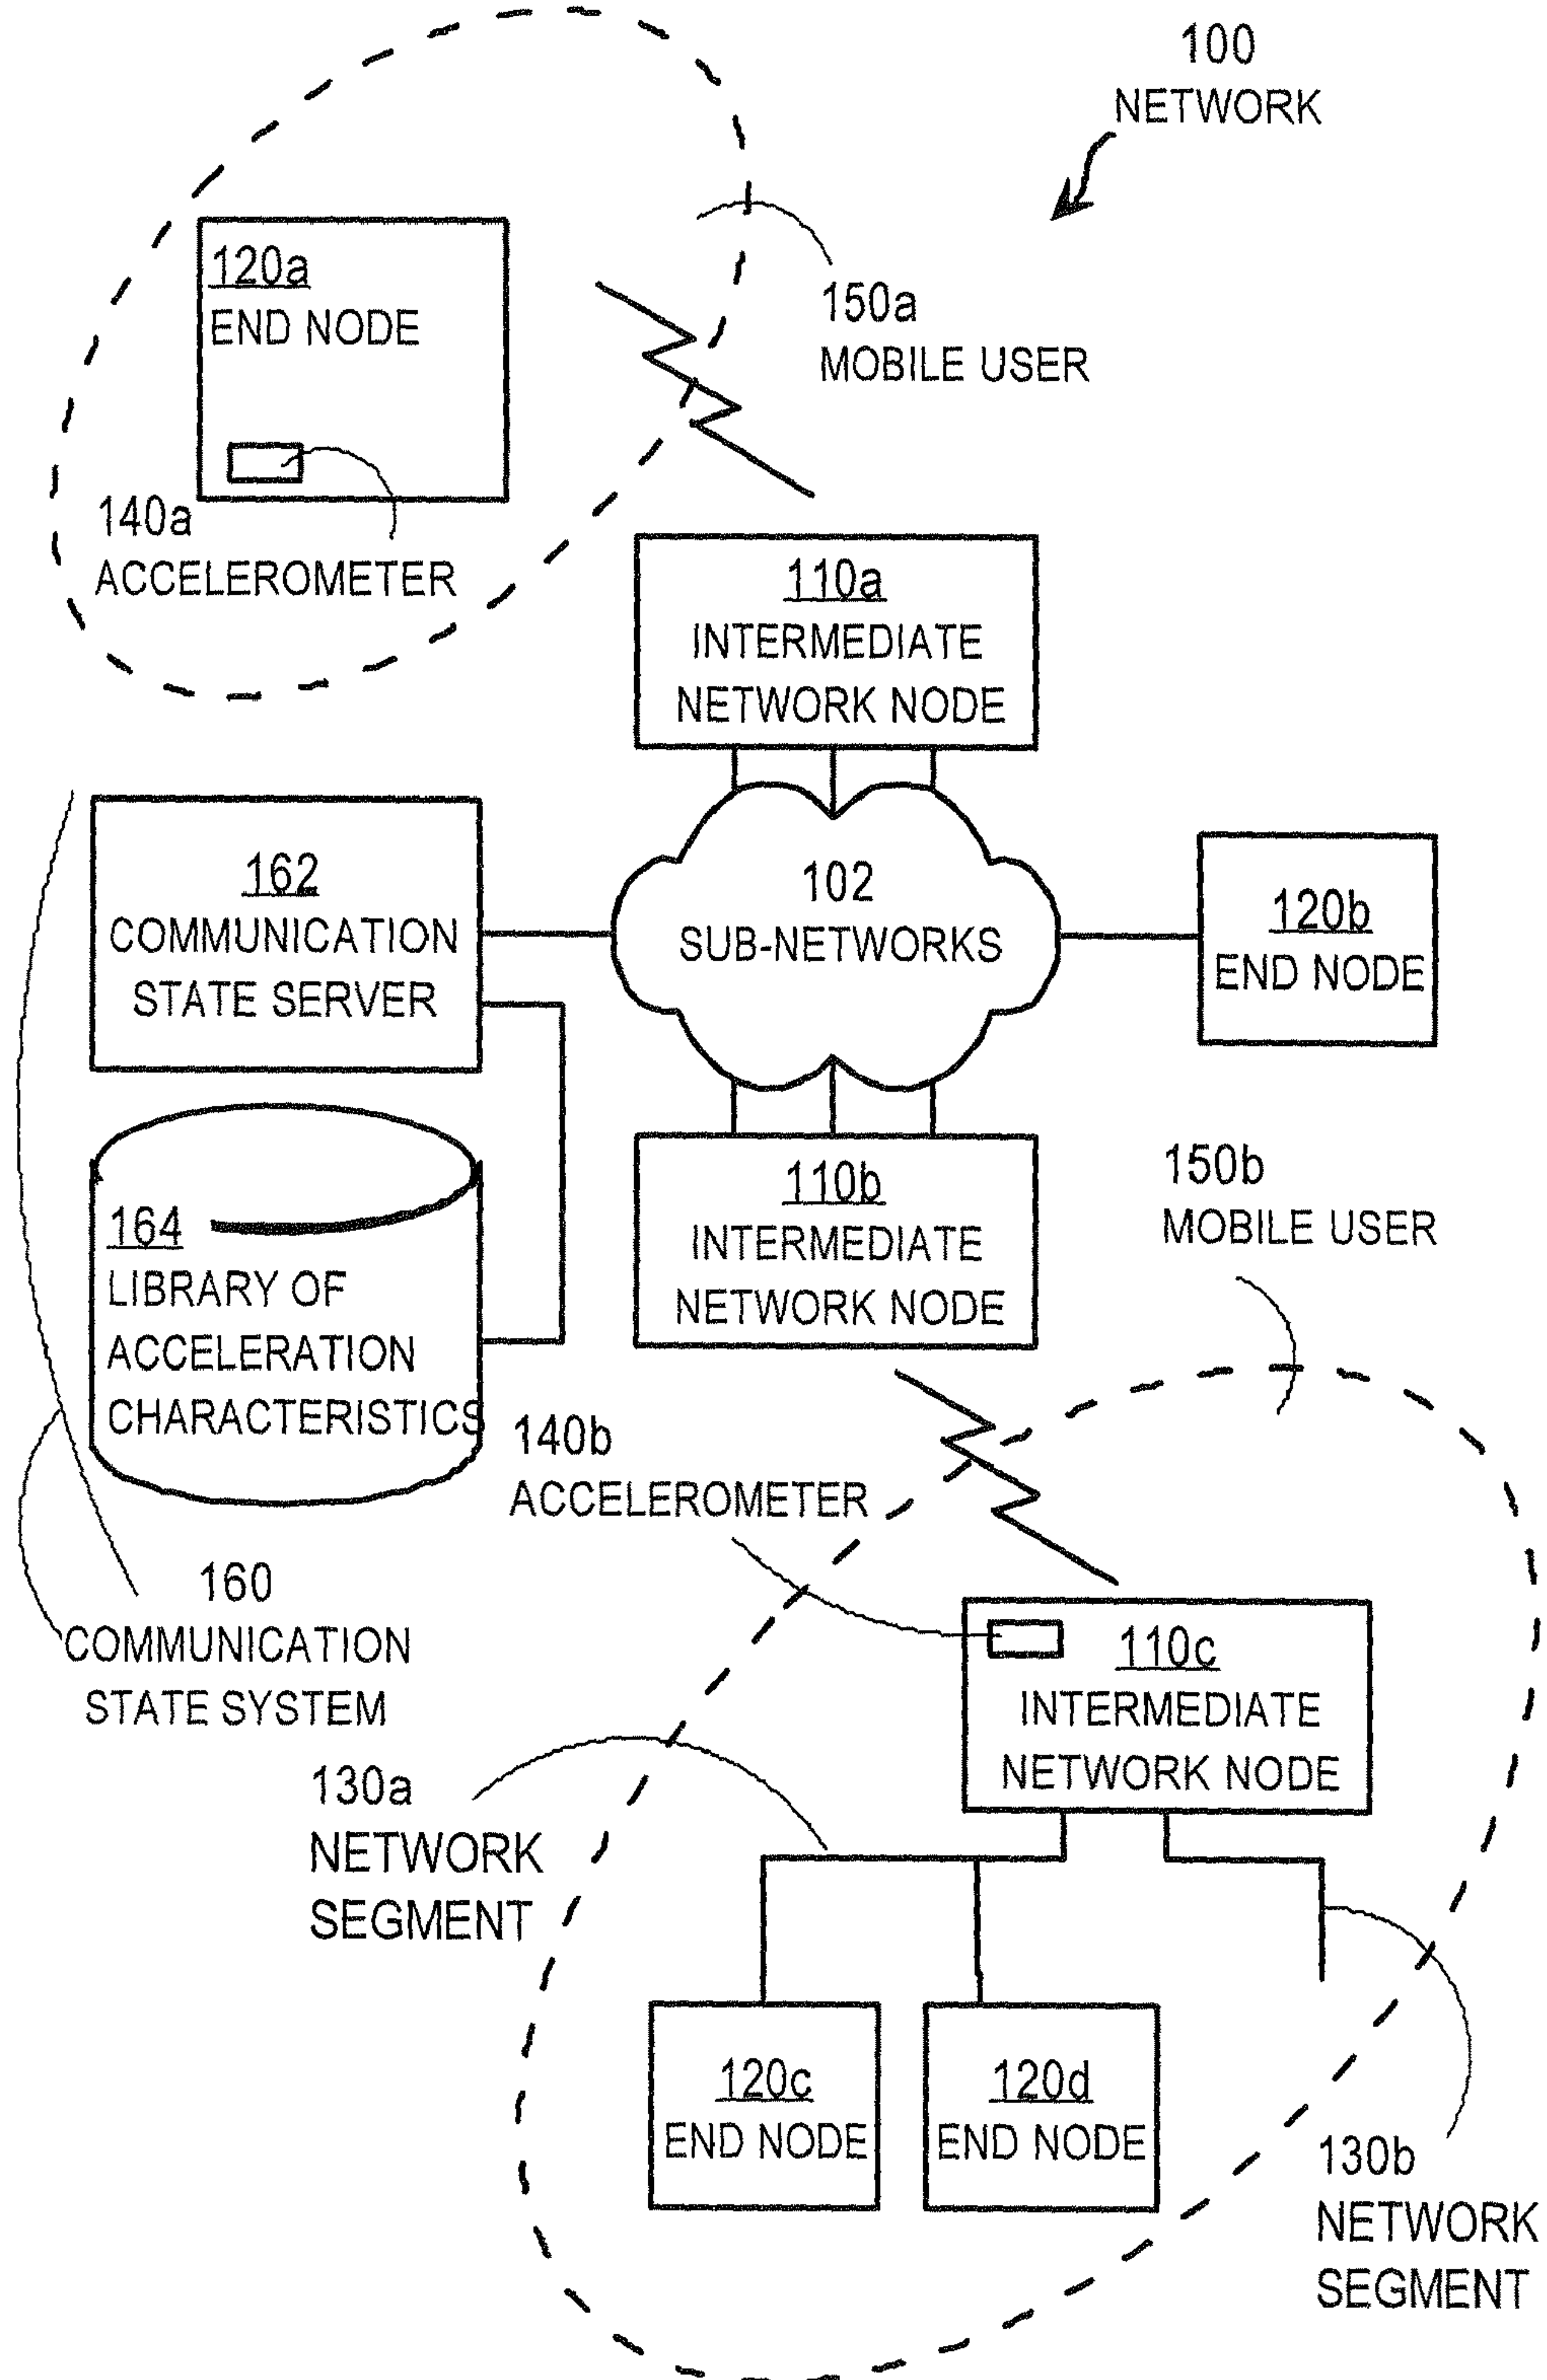 100
NETWORK
120a
END NODE
150a
MOBILE USER
140a
ACCELEROMETER
110a
INTERMEDIATE
NETWORK NODE
162
COMMUNICATION
STATE SERVER
102
SUB-NETWORKS
120b
END NODE
164
LIBRARY OF
ACCELERATION
CHARACTERISTICS
110b
INTERMEDIATE
NETWORK NODE
150b
MOBILE USER
140b
ACCELEROMETER
160
COMMUNICATION
STATE SYSTEM
110c
INTERMEDIATE
NETWORK NODE
130a
NETWORK
SEGMENT
120c
END NODE
120d
END NODE
130b
NETWORK
SEGMENT